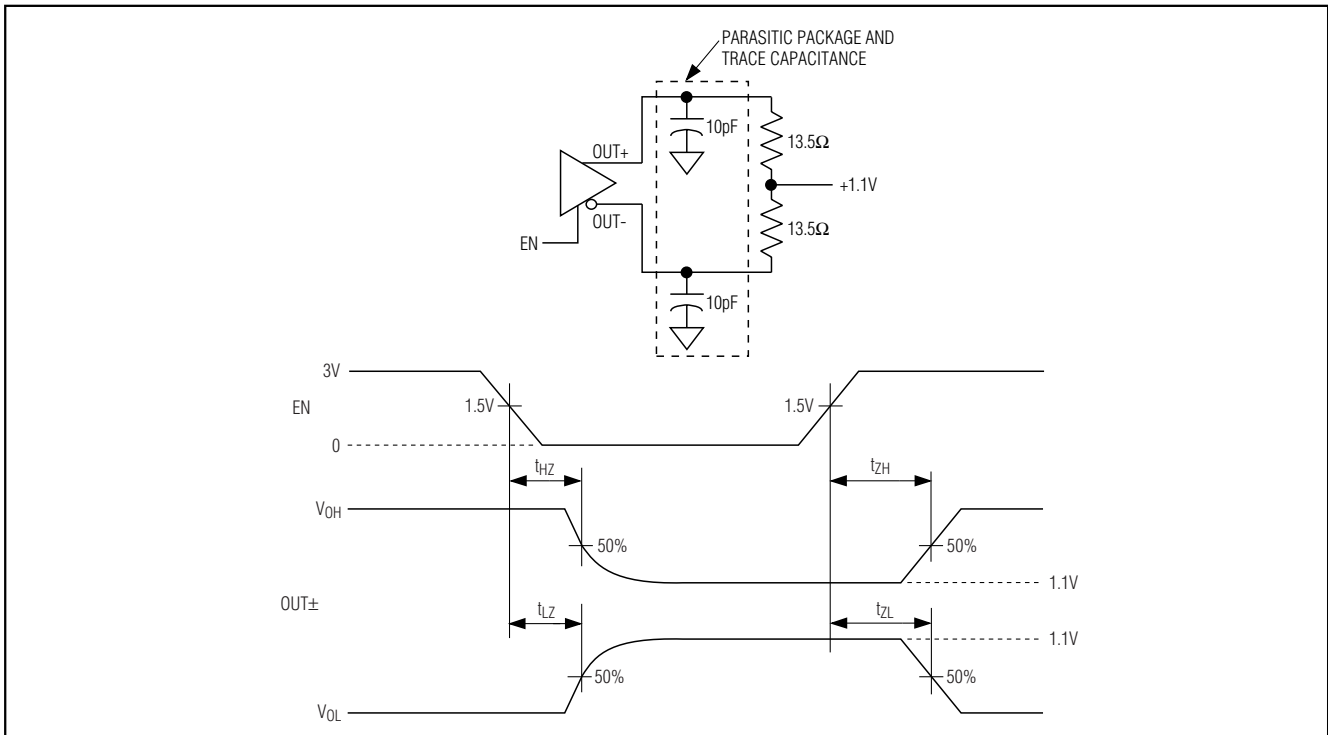 PARASITIC PACKAGE AND
TRACE CAPACITANCE
10pF
13.5Ω
OUT+
+1.1V
OUT-
13.5Ω
EN
10pF
3V
EN
1.5V
1.5V
0
tHZ
tZH
VOH
50%
50%
1.1V
OUT±
tLZ
tZL
1.1V
50%
50%
VOL